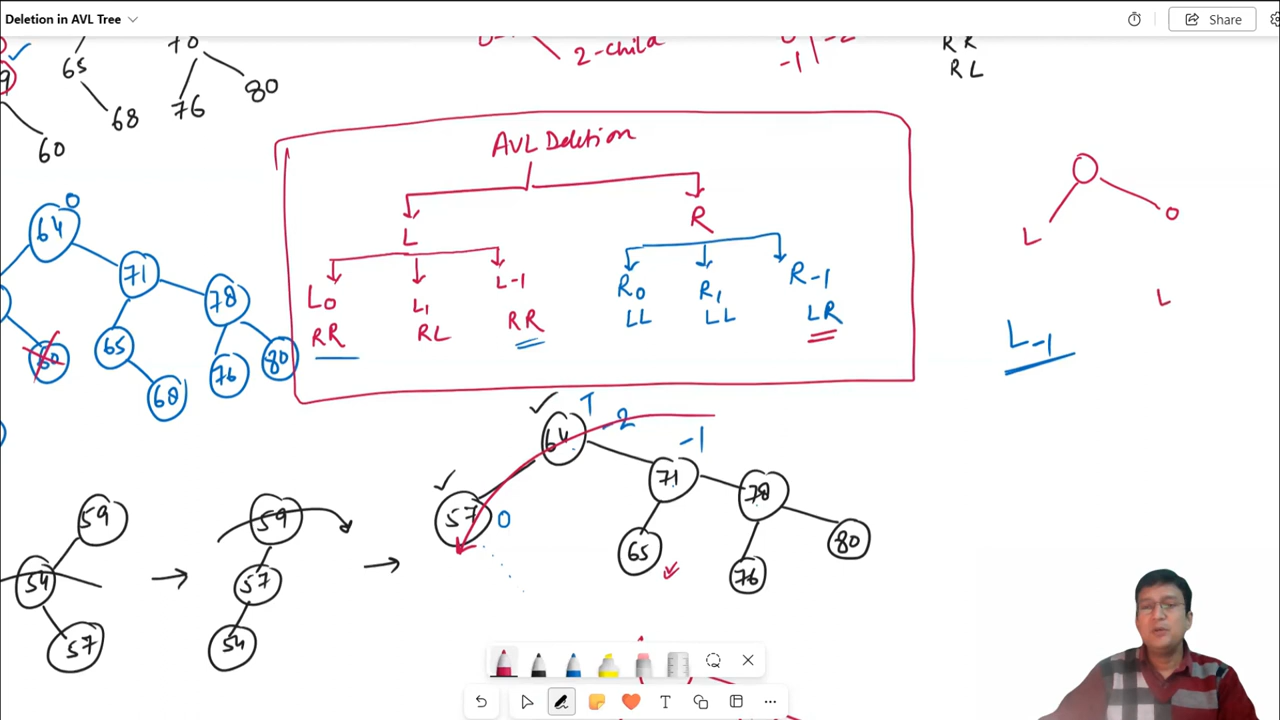 Deletion in AVL Tree
Share
70
65
80
76
68
60
2-child
-1
-2
RR
RL
AVL Deletion
L R
L0 L1 L-1
RR RL RR
R0 R1 R-1
LL LL LR
L
L
L-1
64 0
71
78
60
65
76
80
68
64 -2
71 -1
57 0
78
65
76
80
59
54
57
59
57
54